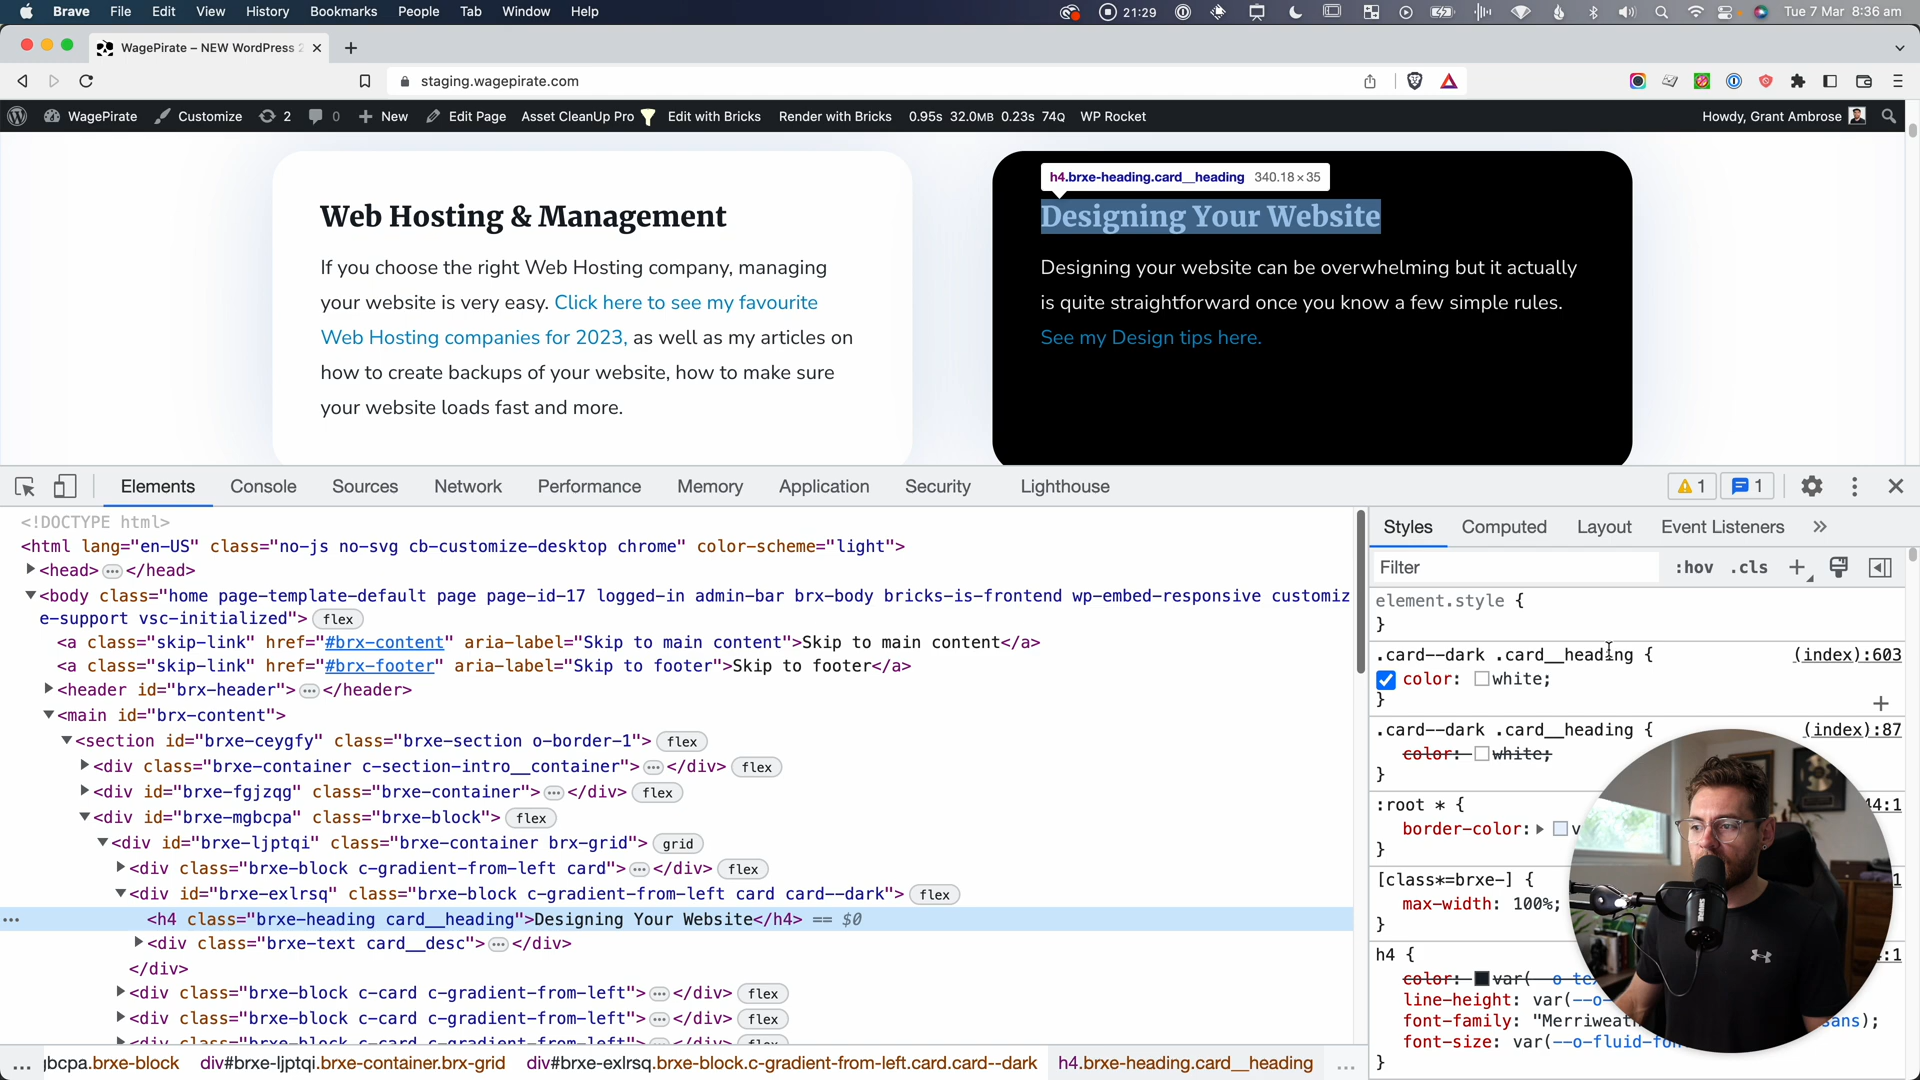 Brave File Edit View History Bookmarks People Tab Window Help 21:29 Tue 7 Mar 8:36 am
WagePirate – NEW WordPress 2
staging.wagepirate.com
WagePirate Customize 2 0 New Edit Page Asset CleanUp Pro Edit with Bricks Render with Bricks 0.95s 32.0MB 0.23s 74Q WP Rocket Howdy, Grant Ambrose
h4.brxe-heading.card__heading 340.18×35
Web Hosting & Management
If you choose the right Web Hosting company, managing
your website is very easy. Click here to see my favourite
Web Hosting companies for 2023, as well as my articles on
how to create backups of your website, how to make sure
your website loads fast and more.
Designing Your Website
Designing your website can be overwhelming but it actually
is quite straightforward once you know a few simple rules.
See my Design tips here.
Elements Console Sources Network Performance Memory Application Security Lighthouse 1 1
<!DOCTYPE html>
<html lang="en-US" class="no-js no-svg cb-customize-desktop chrome" color-scheme="light">
<head> … </head>
<body class="home page-template-default page page-id-17 logged-in admin-bar brx-body bricks-is-frontend wp-embed-responsive customiz
e-support vsc-initialized"> flex
<a class="skip-link" href="#brx-content" aria-label="Skip to main content">Skip to main content</a>
<a class="skip-link" href="#brx-footer" aria-label="Skip to footer">Skip to footer</a>
<header id="brx-header"> … </header>
<main id="brx-content">
<section id="brxe-ceygfy" class="brxe-section o-border-1"> flex
<div class="brxe-container c-section-intro__container"> … </div> flex
<div id="brxe-fgjzqg" class="brxe-container"> … </div> flex
<div id="brxe-mgbcpa" class="brxe-block"> flex
<div id="brxe-ljptqi" class="brxe-container brx-grid"> grid
<div class="brxe-block c-gradient-from-left card"> … </div> flex
<div id="brxe-exlrsq" class="brxe-block c-gradient-from-left card card--dark"> flex
… <h4 class="brxe-heading card__heading">Designing Your Website</h4> == $0
<div class="brxe-text card__desc"> … </div>
</div>
<div class="brxe-block c-card c-gradient-from-left"> … </div> flex
<div class="brxe-block c-card c-gradient-from-left"> … </div> flex
… jbcpa.brxe-block div#brxe-ljptqi.brxe-container.brx-grid div#brxe-exlrsq.brxe-block.c-gradient-from-left.card.card--dark h4.brxe-heading.card__heading …
Styles Computed Layout Event Listeners »
Filter :hov .cls +
element.style {
}
.card--dark .card__heading { (index):603
color: white;
}
.card--dark .card__heading { (index):87
color: white;
}
:root * { 44:1
border-color: v
}
[class*=brxe-] { 1
max-width: 100%;
}
h4 { 4:1
color: var(--o-te
line-height: var(--o-
font-family: "Merriweath sans);
font-size: var(--o-fluid-fon
}